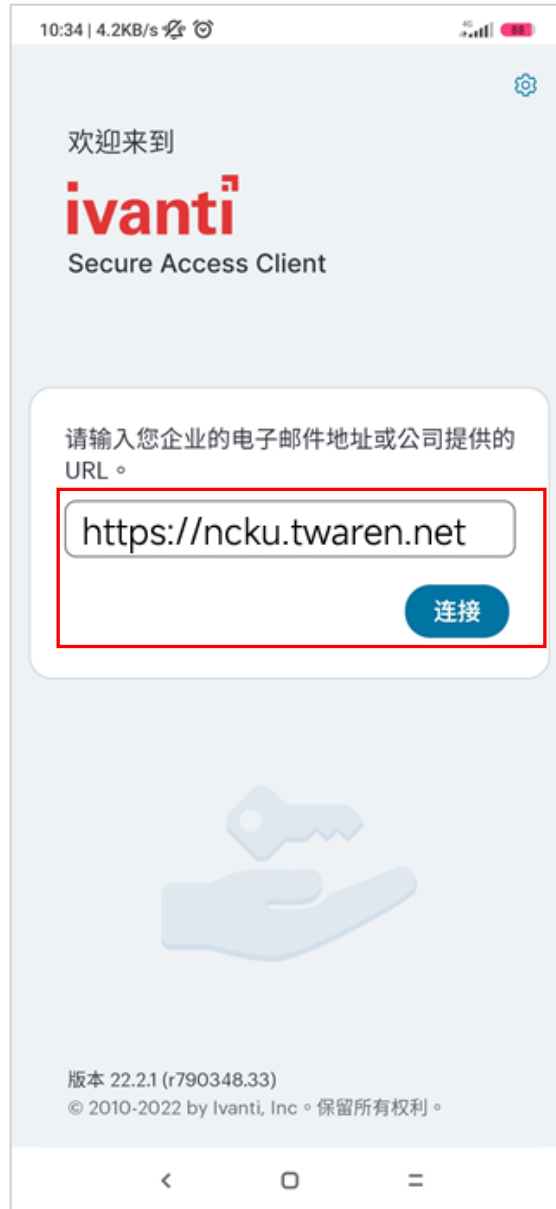 10:34 | 4.2KB/s
4G
88
欢迎来到
ivanti
Secure Access Client
请输入您企业的电子邮件地址或公司提供的
URL。
https://ncku.twaren.net
连接
版本 22.2.1 (r790348.33)
© 2010-2022 by Ivanti, Inc。保留所有权利。